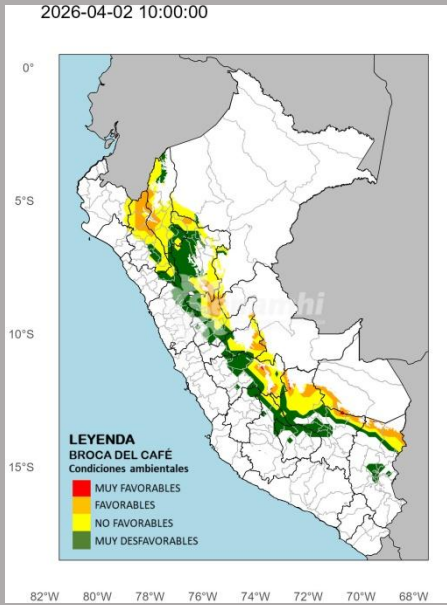 2026-04-02 10:00:00
0°
5°S
10°S
15°S
LEYENDA
BROCA DEL CAFÉ
Condiciones ambientales
MUY FAVORABLES
FAVORABLES
NO FAVORABLES
MUY DESFAVORABLES
82°W 80°W 78°W 76°W 74°W 72°W 70°W 68°W